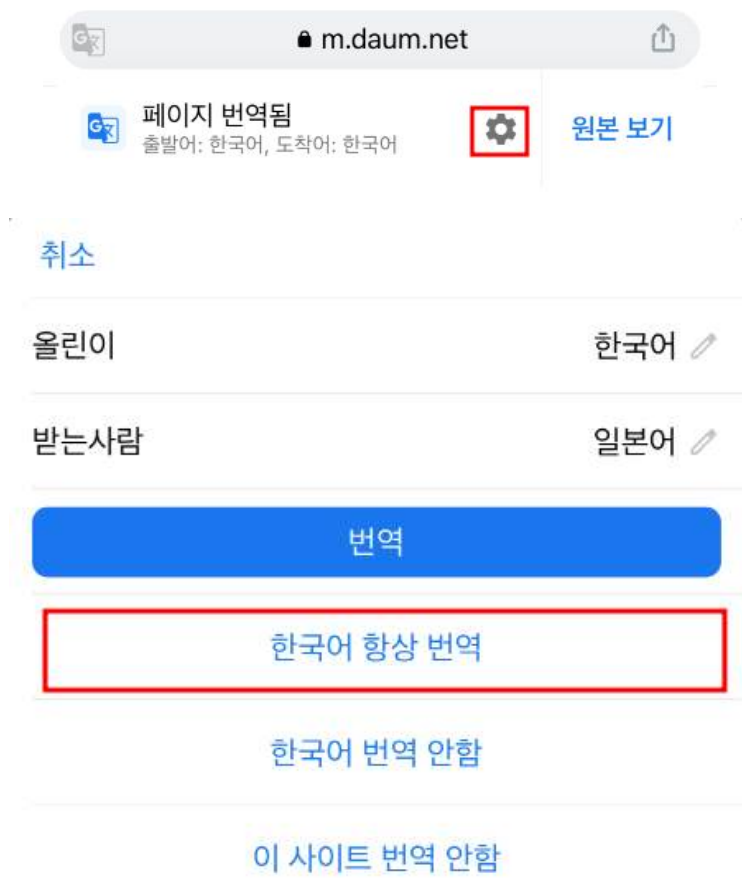 m.daum.net
페이지 번역됨
출발어: 한국어, 도착어: 한국어
원본 보기
취소
올린이 한국어
받는사람 일본어
번역
한국어 항상 번역
한국어 번역 안함
이 사이트 번역 안함